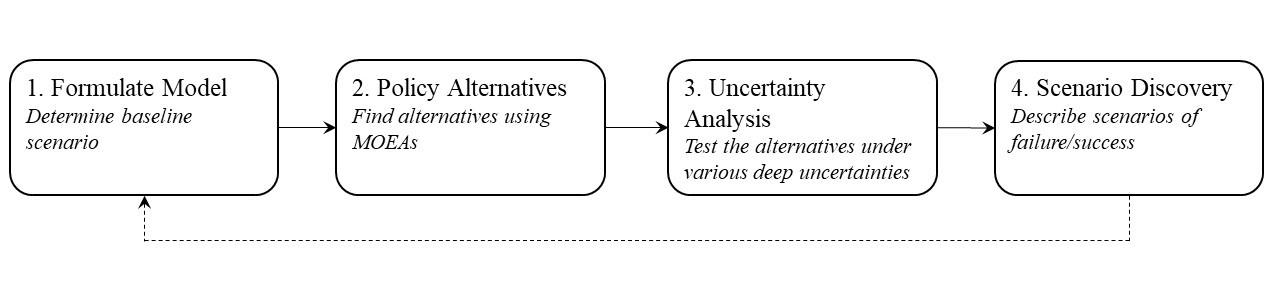 1. Formulate Model
Determine baseline
scenario
2. Policy Alternatives
Find alternatives using
MOEAs
3. Uncertainty
Analysis
Test the alternatives under
various deep uncertainties
4. Scenario Discovery
Describe scenarios of
failure/success